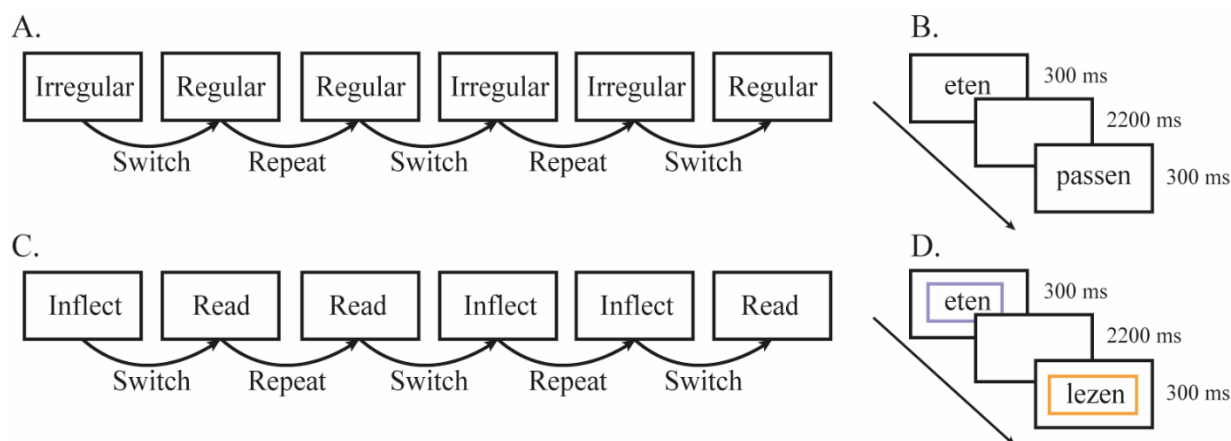 A.
Irregular Regular Regular Irregular Irregular Regular
Switch Repeat Switch Repeat Switch
B.
eten 300 ms
2200 ms
passen 300 ms
C.
Inflect Read Read Inflect Inflect Read
Switch Repeat Switch Repeat Switch
D.
eten 300 ms
2200 ms
lezen 300 ms